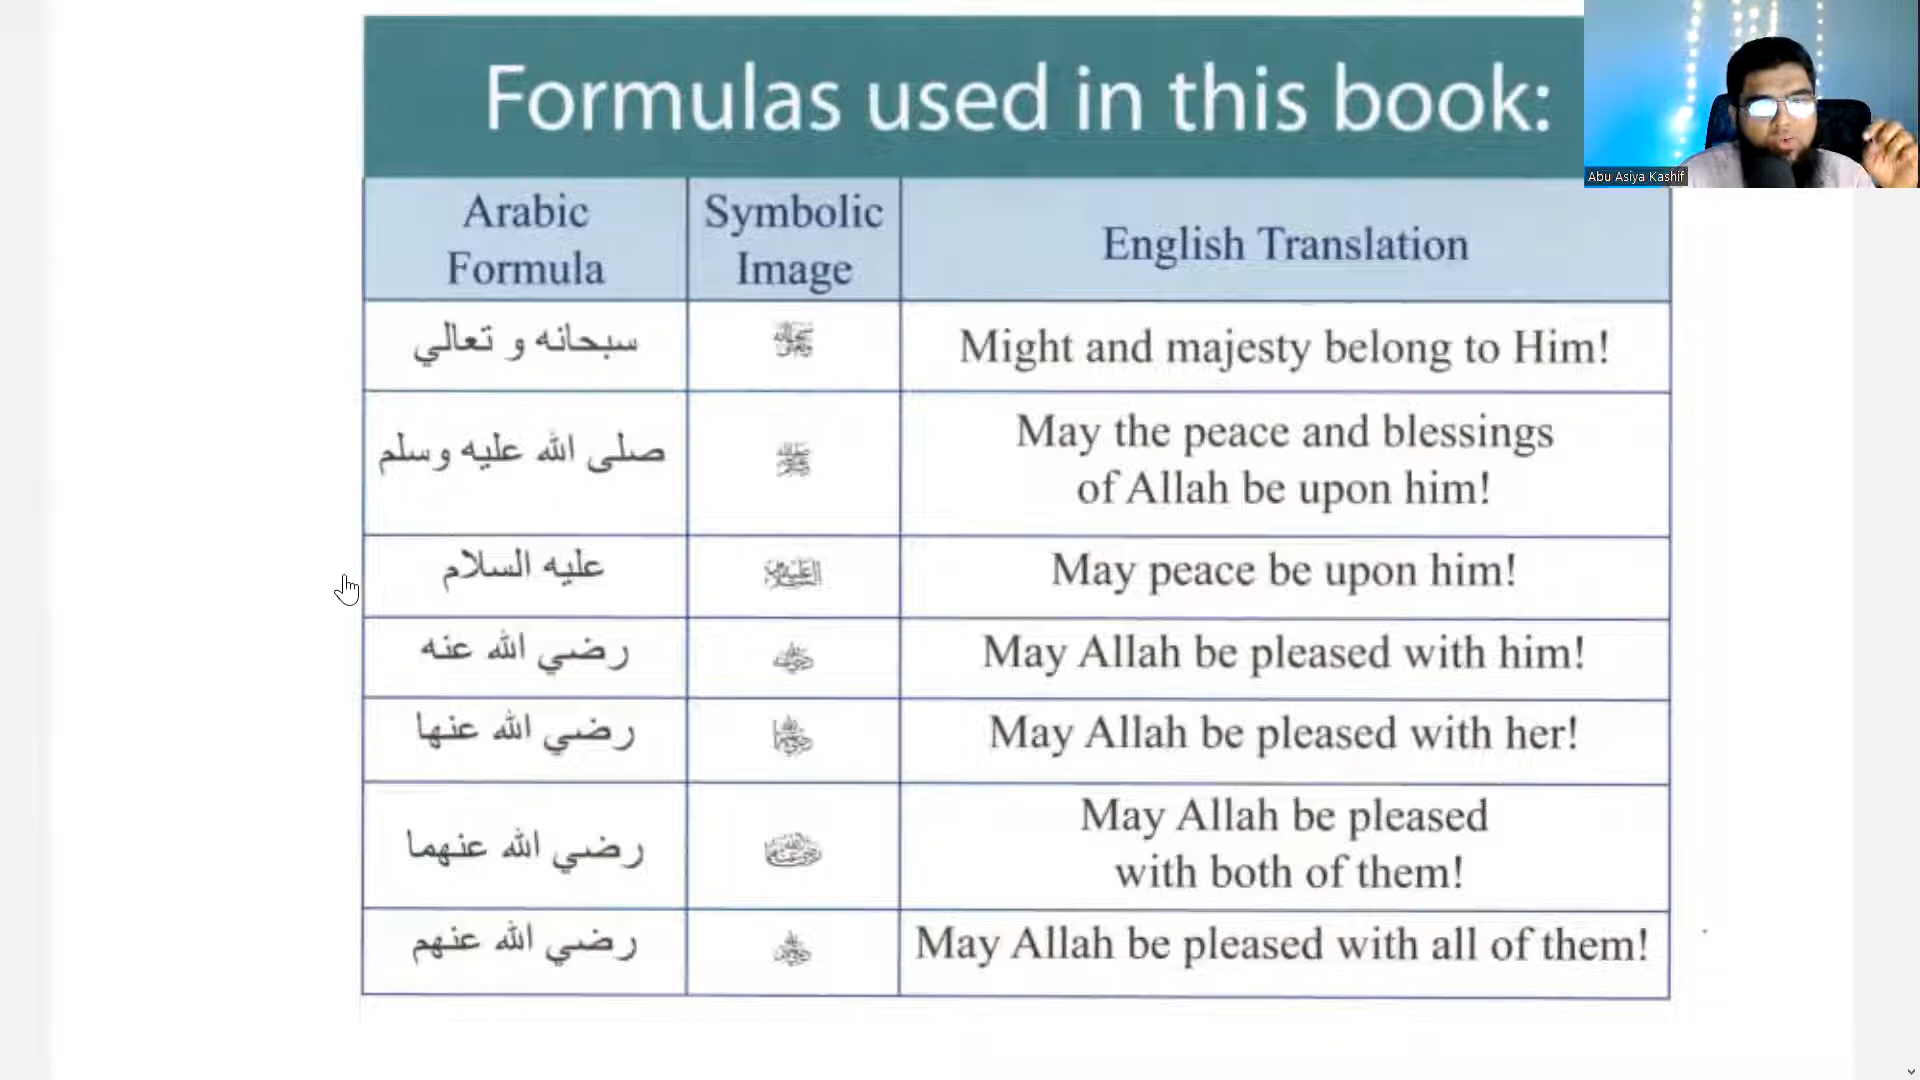 Formulas used in this book:
Abu Asiya Kashif
Arabic
Formula
Symbolic
Image
English Translation
سبحانه و تعالي
Might and majesty belong to Him!
صلى الله عليه وسلم
ﷺ
May the peace and blessings
of Allah be upon him!
عليه السلام
May peace be upon him!
رضي الله عنه
May Allah be pleased with him!
رضي الله عنها
May Allah be pleased with her!
رضي الله عنهما
May Allah be pleased
with both of them!
رضي الله عنهم
May Allah be pleased with all of them!